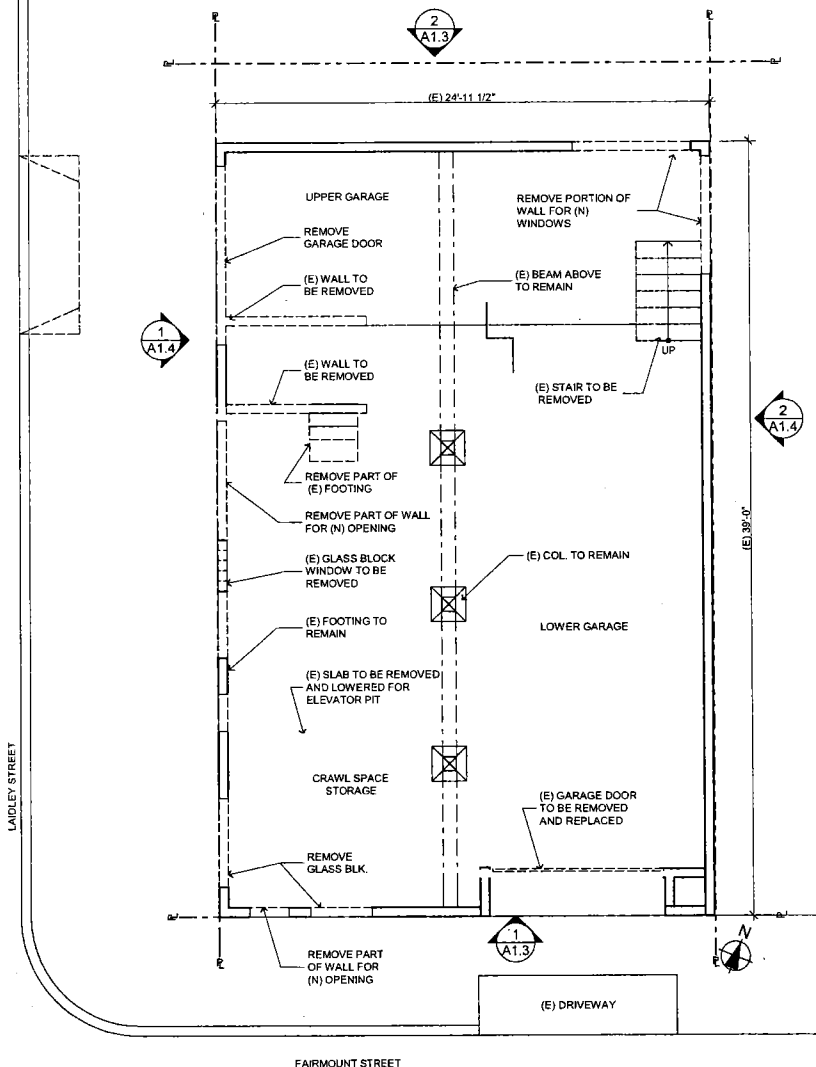 2
A1.3
(E) 24'-11 1/2"
UPPER GARAGE
REMOVE PORTION OF
WALL FOR (N)
WINDOWS
REMOVE
GARAGE DOOR
(E) WALL TO
BE REMOVED
(E) BEAM ABOVE
TO REMAIN
1
A1.4
UP
(E) WALL TO
BE REMOVED
(E) STAIR TO BE
REMOVED
2
A1.4
REMOVE PART OF
(E) FOOTING
REMOVE PART OF WALL
FOR (N) OPENING
(E) 39'-0"
(E) GLASS BLOCK
WINDOW TO BE
REMOVED
(E) COL. TO REMAIN
(E) FOOTING TO
REMAIN
LOWER GARAGE
(E) SLAB TO BE REMOVED
AND LOWERED FOR
ELEVATOR PIT
LAIDLEY STREET
CRAWL SPACE
STORAGE
(E) GARAGE DOOR
TO BE REMOVED
AND REPLACED
REMOVE
GLASS BLK.
1
A1.3
N
REMOVE PART
OF WALL FOR
(N) OPENING
(E) DRIVEWAY
FAIRMOUNT STREET